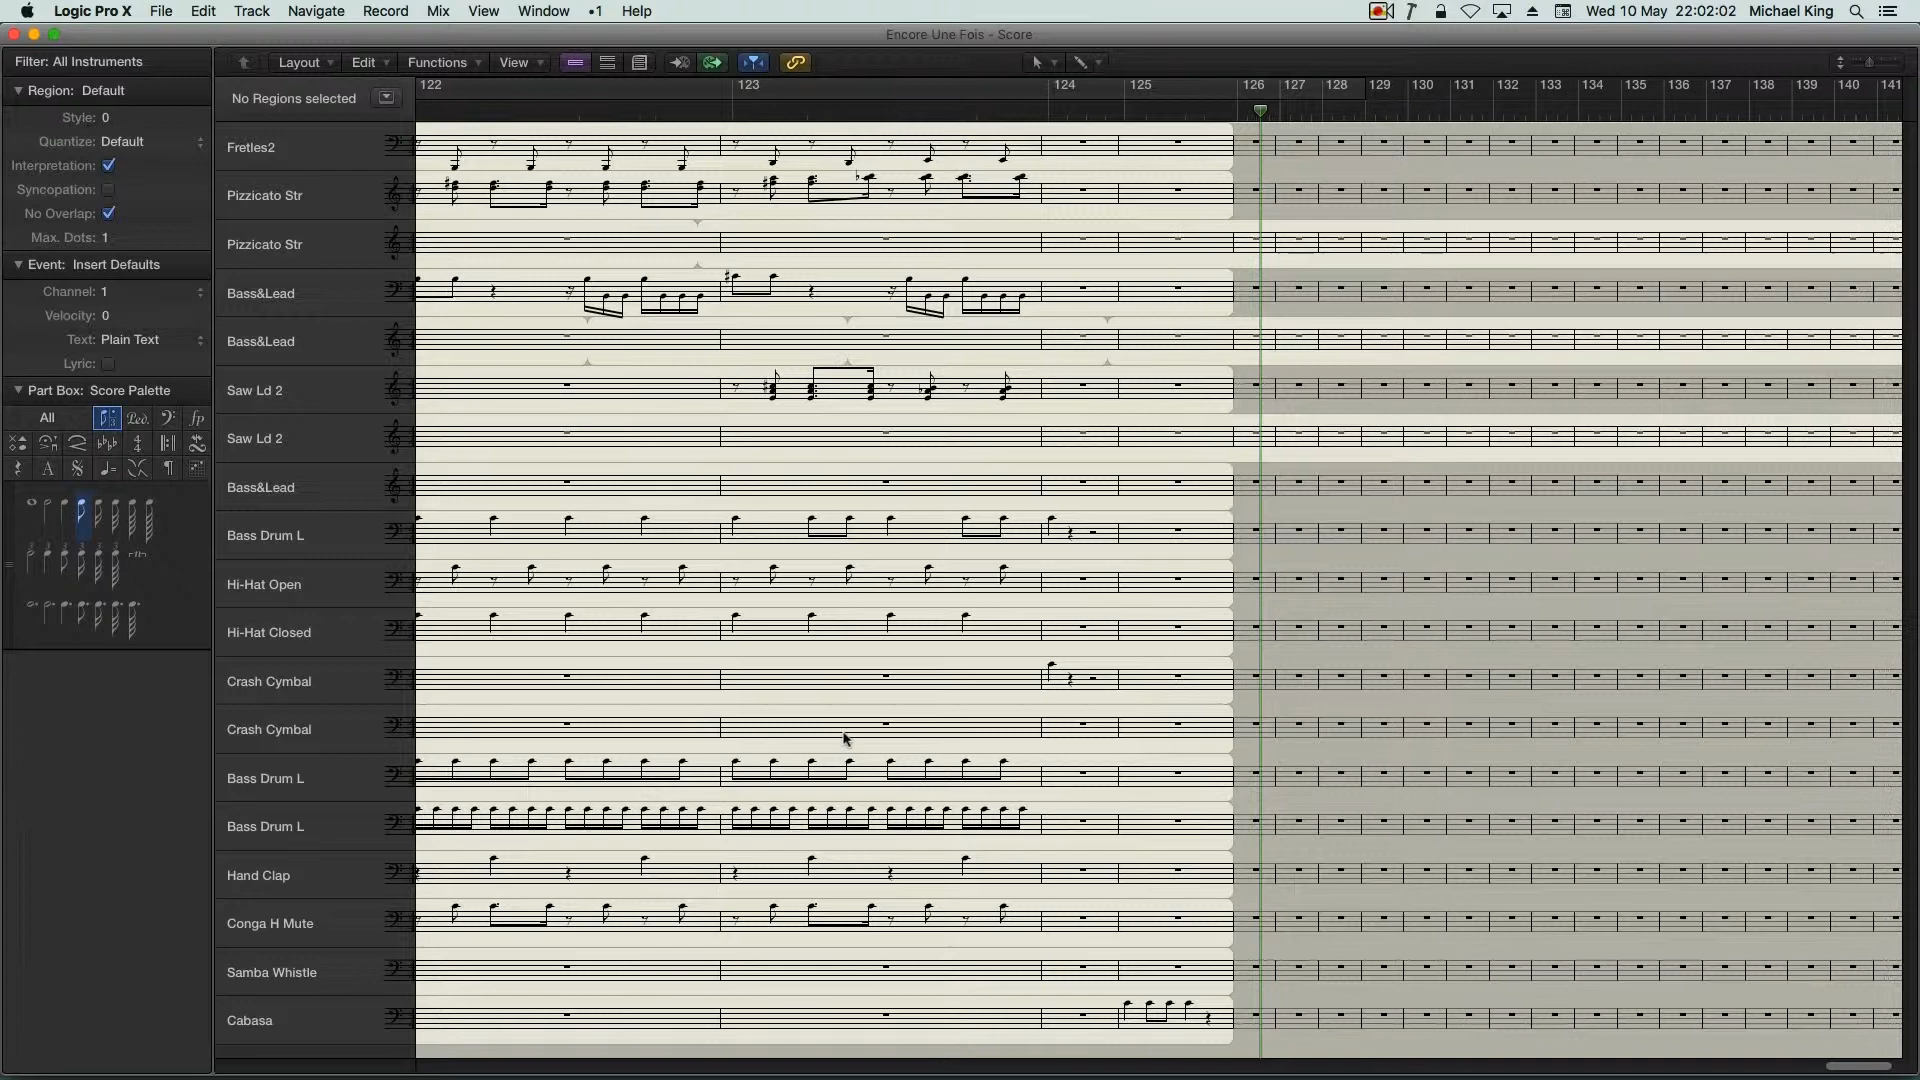 Logic Pro X File Edit Track Navigate Record Mix View Window •1 Help Wed 10 May 22:02:02 Michael King
Encore Une Fois - Score
Filter: All Instruments
Layout Edit Functions View
Region: Default
Style: 0
Quantize: Default
Interpretation:
Syncopation:
No Overlap:
Max. Dots: 1
Event: Insert Defaults
Channel: 1
Velocity: 0
Text: Plain Text
Lyric:
Part Box: Score Palette
All
No Regions selected
122 123 124 125 126 127 128 129 130 131 132 133 134 135 136 137 138 139 140 141
Fretles2
Pizzicato Str
Pizzicato Str
Bass&Lead
Bass&Lead
Saw Ld 2
Saw Ld 2
Bass&Lead
Bass Drum L
Hi-Hat Open
Hi-Hat Closed
Crash Cymbal
Crash Cymbal
Bass Drum L
Bass Drum L
Hand Clap
Conga H Mute
Samba Whistle
Cabasa